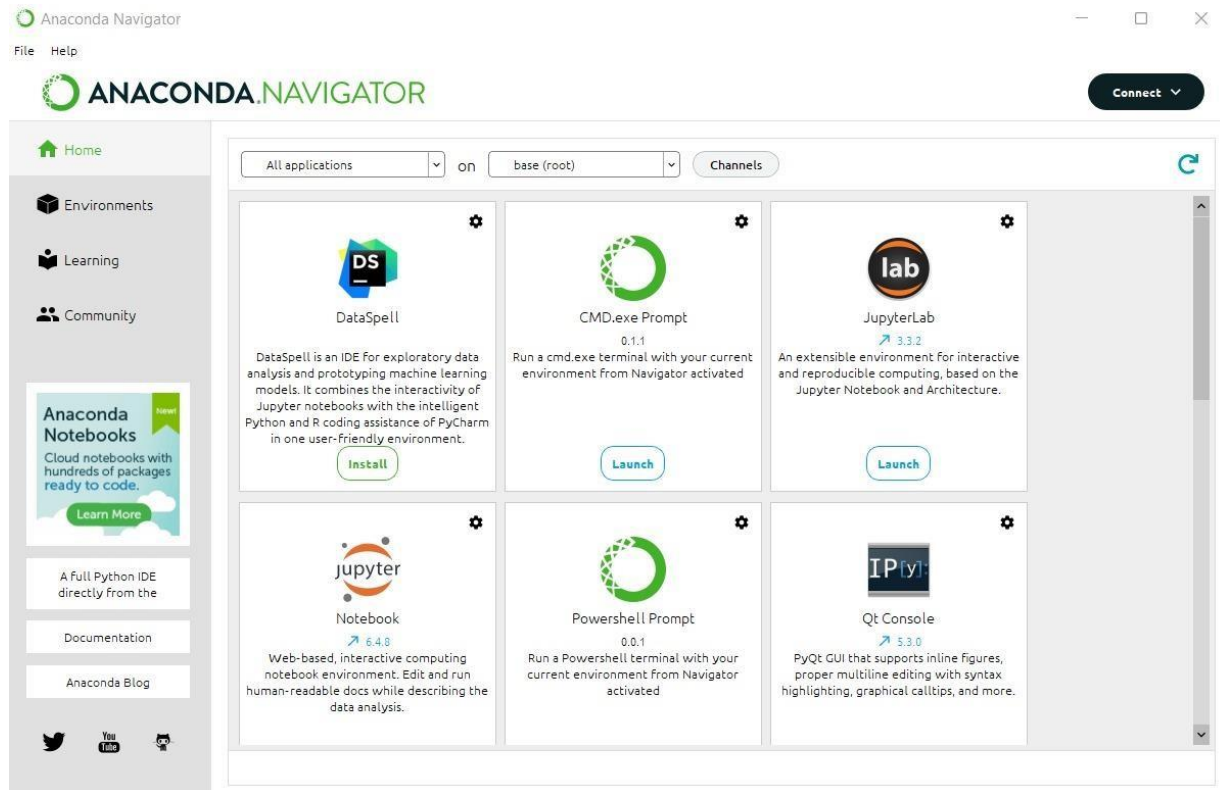 Anaconda Navigator
File Help
ANACONDA.NAVIGATOR
Connect
Home
Environments
Learning
Community
Anaconda
Notebooks
New!
Cloud notebooks with
hundreds of packages
ready to code.
Learn More
A full Python IDE
directly from the
Documentation
Anaconda Blog
You
Tube
All applications on base (root) Channels
DS
DataSpell
DataSpell is an IDE for exploratory data
analysis and prototyping machine learning
models. It combines the interactivity of
Jupyter notebooks with the intelligent
Python and R coding assistance of PyCharm
in one user-friendly environment.
Install
CMD.exe Prompt
0.1.1
Run a cmd.exe terminal with your current
environment from Navigator activated
Launch
lab
JupyterLab
3.3.2
An extensible environment for interactive
and reproducible computing, based on the
Jupyter Notebook and Architecture.
Launch
jupyter
Notebook
6.4.8
Web-based, interactive computing
notebook environment. Edit and run
human-readable docs while describing the
data analysis.
Powershell Prompt
0.0.1
Run a Powershell terminal with your
current environment from Navigator
activated
IP[y]:
Qt Console
5.3.0
PyQt GUI that supports inline figures,
proper multiline editing with syntax
highlighting, graphical calltips, and more.